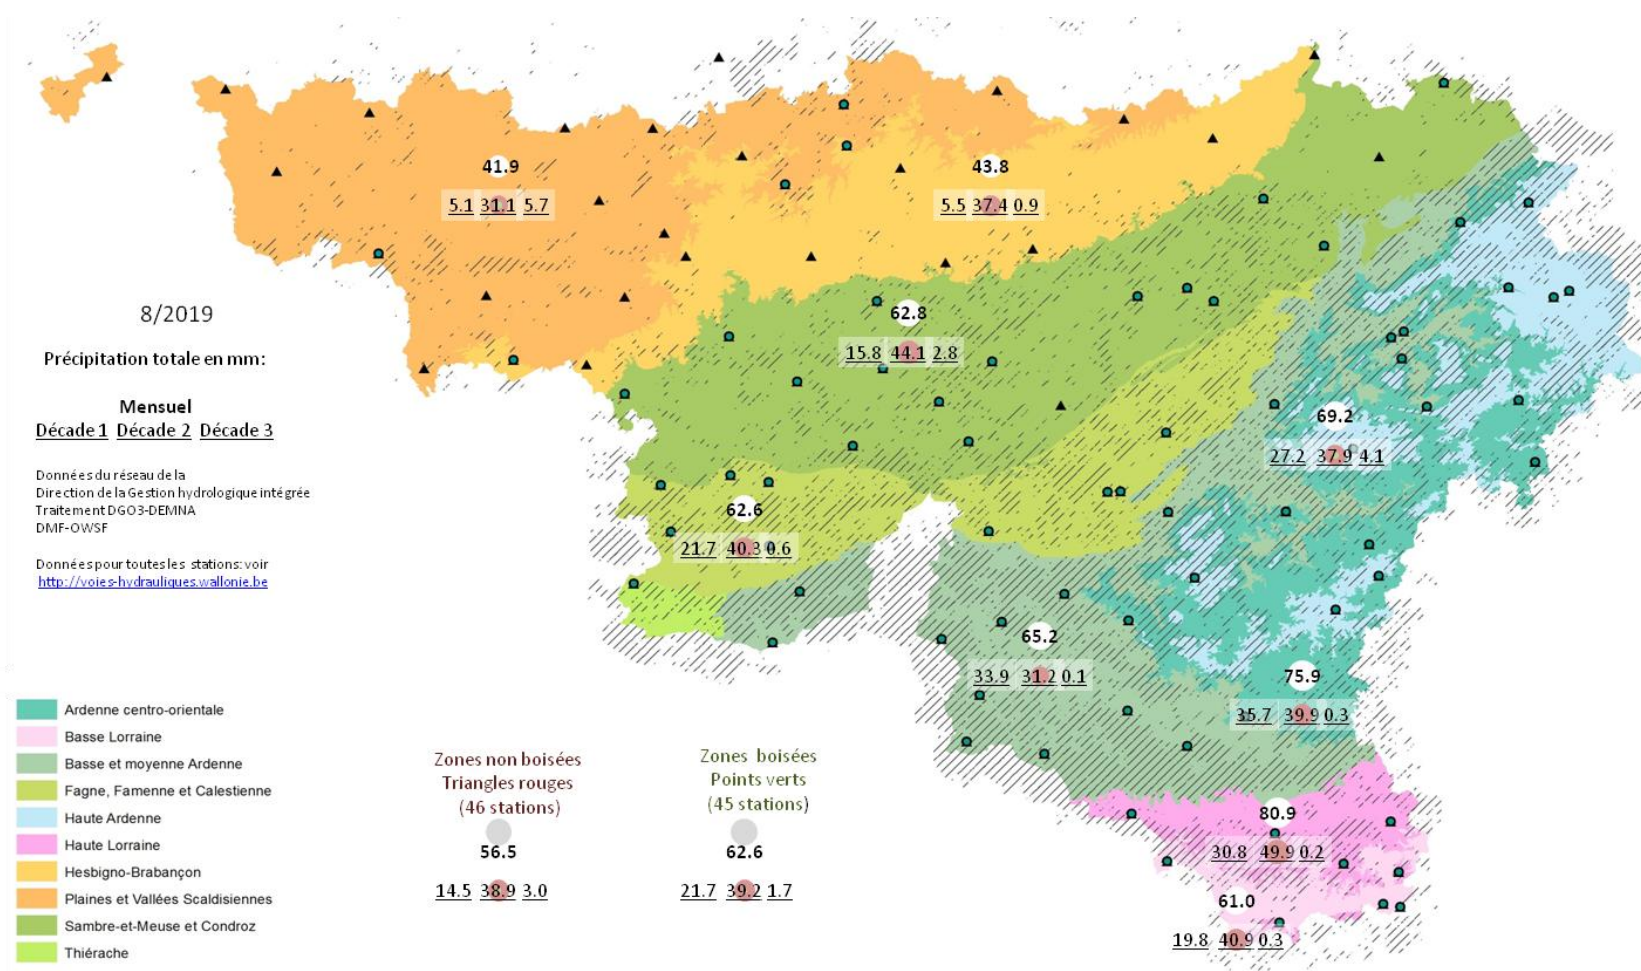 41.9
5.1 31.1 5.7
43.8
5.5 37.4 0.9
8/2019
Précipitation totale en mm:
Mensuel
Décade 1 Décade 2 Décade 3
Données du réseau de la
Direction de la Gestion hydrologique intégrée
Traitement DGO3-DEMNA
DMF-OWSF
Données pour toutes les stations: voir
http://voies-hydrauliques.wallonie.be
62.8
15.8 44.1 2.8
69.2
27.2 37.9 4.1
62.6
21.7 40.3 0.6
65.2
33.9 31.2 0.1
75.9
35.7 39.9 0.3
80.9
30.8 49.9 0.2
61.0
19.8 40.9 0.3
Ardenne centro-orientale
Basse Lorraine
Basse et moyenne Ardenne
Fagne, Famenne et Calestienne
Haute Ardenne
Haute Lorraine
Hesbigno-Brabançon
Plaines et Vallées Scaldisiennes
Sambre-et-Meuse et Condroz
Thiérache
Zones non boisées
Triangles rouges
(46 stations)
56.5
14.5 38.9 3.0
Zones boisées
Points verts
(45 stations)
62.6
21.7 39.2 1.7